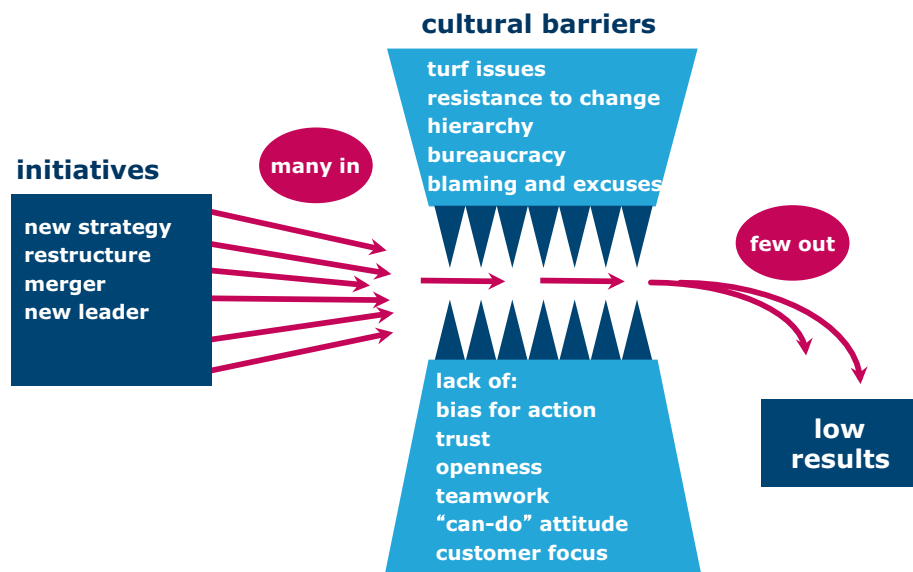 cultural barriers
turf issues
resistance to change
hierarchy
bureaucracy
blaming and excuses
many in
initiatives
new strategy
restructure
merger
new leader
few out
lack of:
bias for action
trust
openness
teamwork
“can-do” attitude
customer focus
low
results